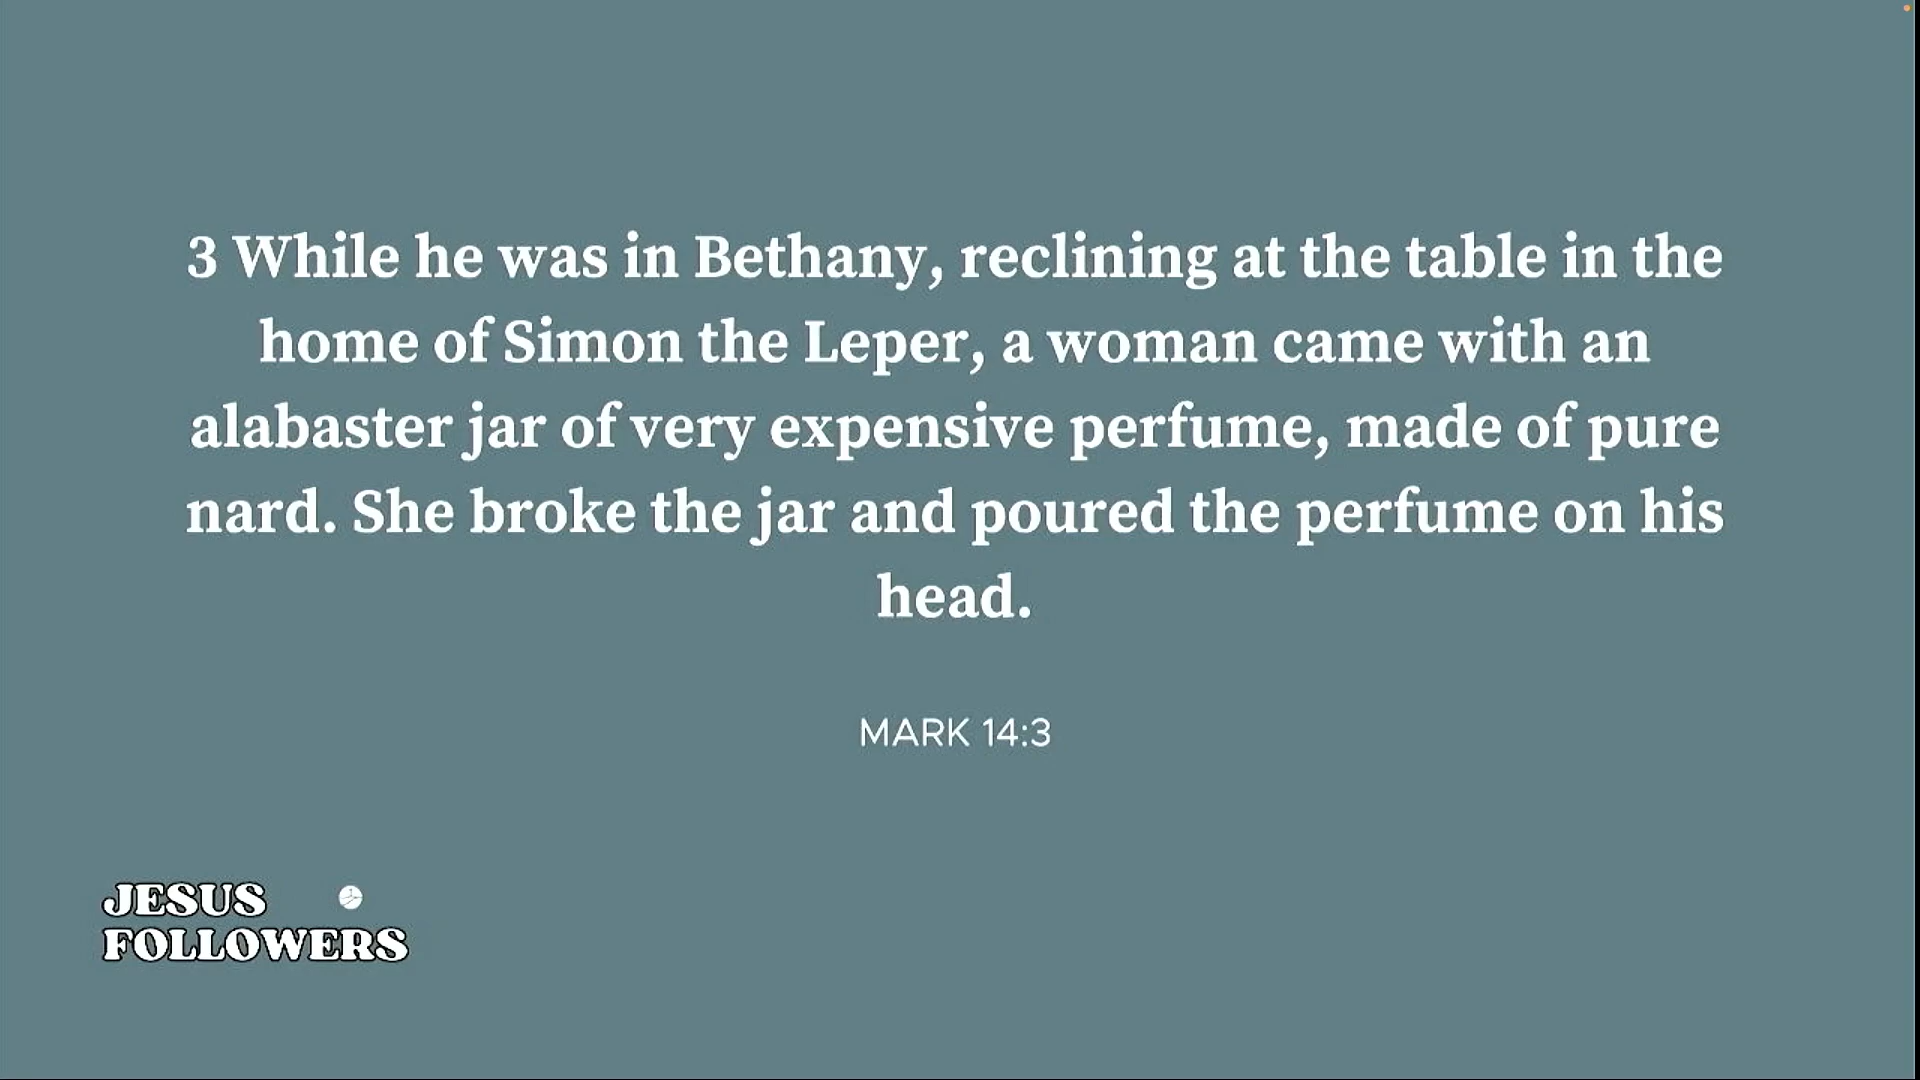 3 While he was in Bethany, reclining at the table in the
home of Simon the Leper, a woman came with an
alabaster jar of very expensive perfume, made of pure
nard. She broke the jar and poured the perfume on his
head.
MARK 14:3
JESUS
FOLLOWERS